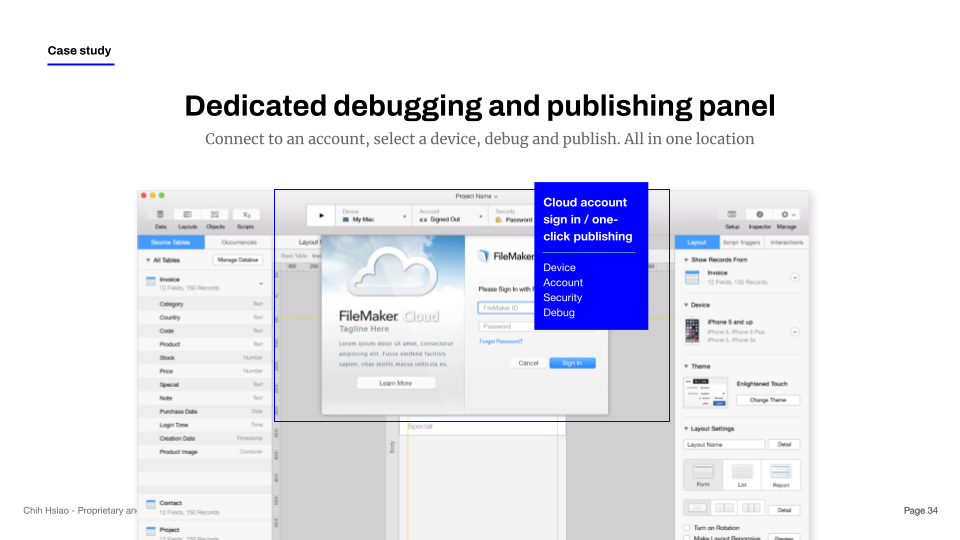 Case study
Dedicated debugging and publishing panel
Connect to an account, select a device, debug and publish. All in one location
Project Name
Device
My Mac
Account
Signed Out
Security
Password
Cloud account
sign in / one-
click publishing
Device
Account
Security
Debug
Data Layouts Objects Scripts
Setup Inspector Manage
Source Tables Occurrences
Layout
Layout Script Triggers Interactions
All Tables Manage Database
Invoice
12 Fields, 150 Records
Category Text
Country Text
Code Text
Product Text
Stock Number
Price Number
Special Text
Note Text
Purchase Date Date
Login Time Time
Creation Date Timestamp
Product Image Container
Contact
12 Fields, 150 Records
Project
12 Fields, 150 Records
FileMaker Cloud
Tagline Here
Lorem ipsum dolor sit amet, consectetur
adipiscing elit. Fusce eleifend facilisis
sapien, vitae mollis massa vehicula eu.
Learn More
FileMaker
Please Sign In with
FileMaker ID
Password
Forgot Password?
Cancel Sign In
Special
Body
Show Records From
Invoice
12 Fields, 150 Records
Device
iPhone 5 and up
iPhone 6, iPhone 6 Plus
iPhone 5, iPhone 5s
Theme
Enlightened Touch
Change Theme
Layout Settings
Layout Name Detail
Form List Report
Detail
Turn on Rotation
Make Layout Reponsive Preview
Chih Hsiao - Proprietary an
Page 34